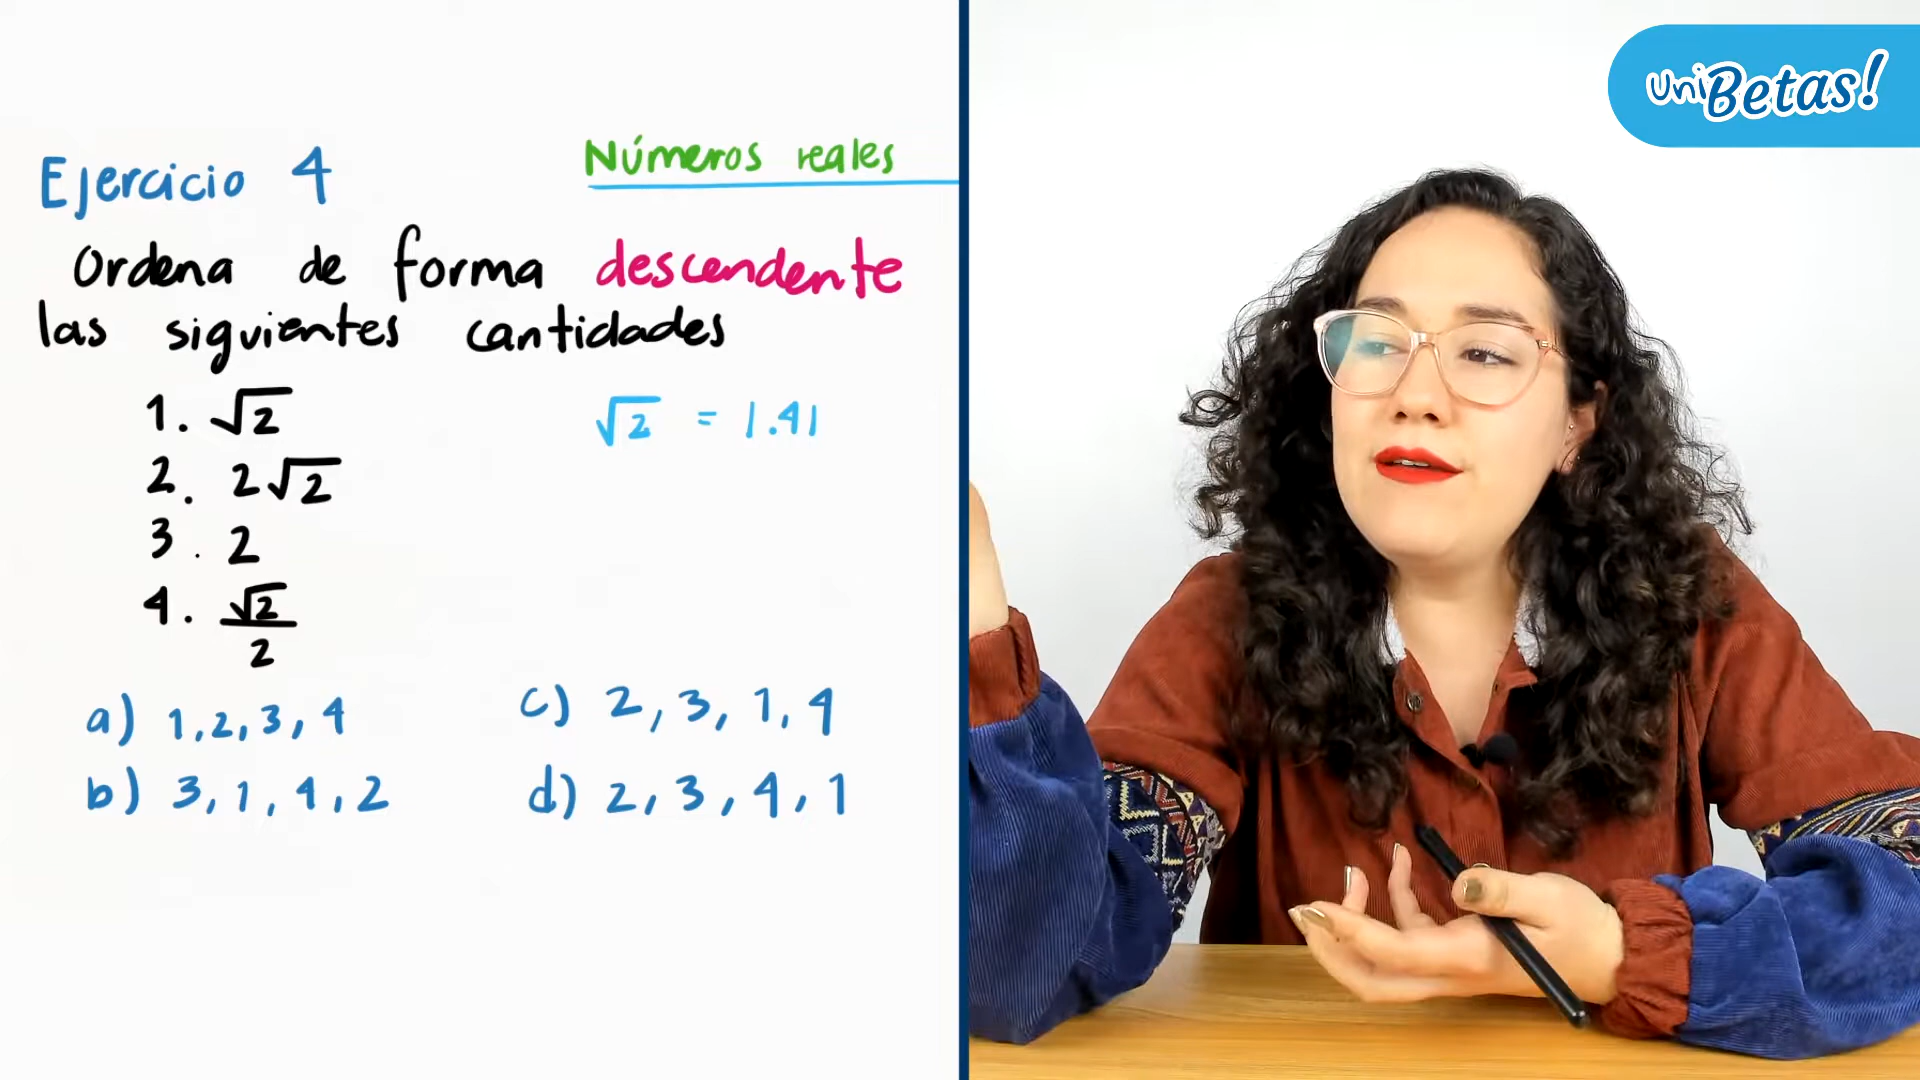 Ejercicio 4
Números reales
Ordena de forma descendente
las siguientes cantidades
1. √2
√2 = 1.41
2. 2√2
3. 2
4. √2/2
a) 1, 2, 3, 4
c) 2, 3, 1, 4
b) 3, 1, 4, 2
d) 2, 3, 4, 1
UniBetas!